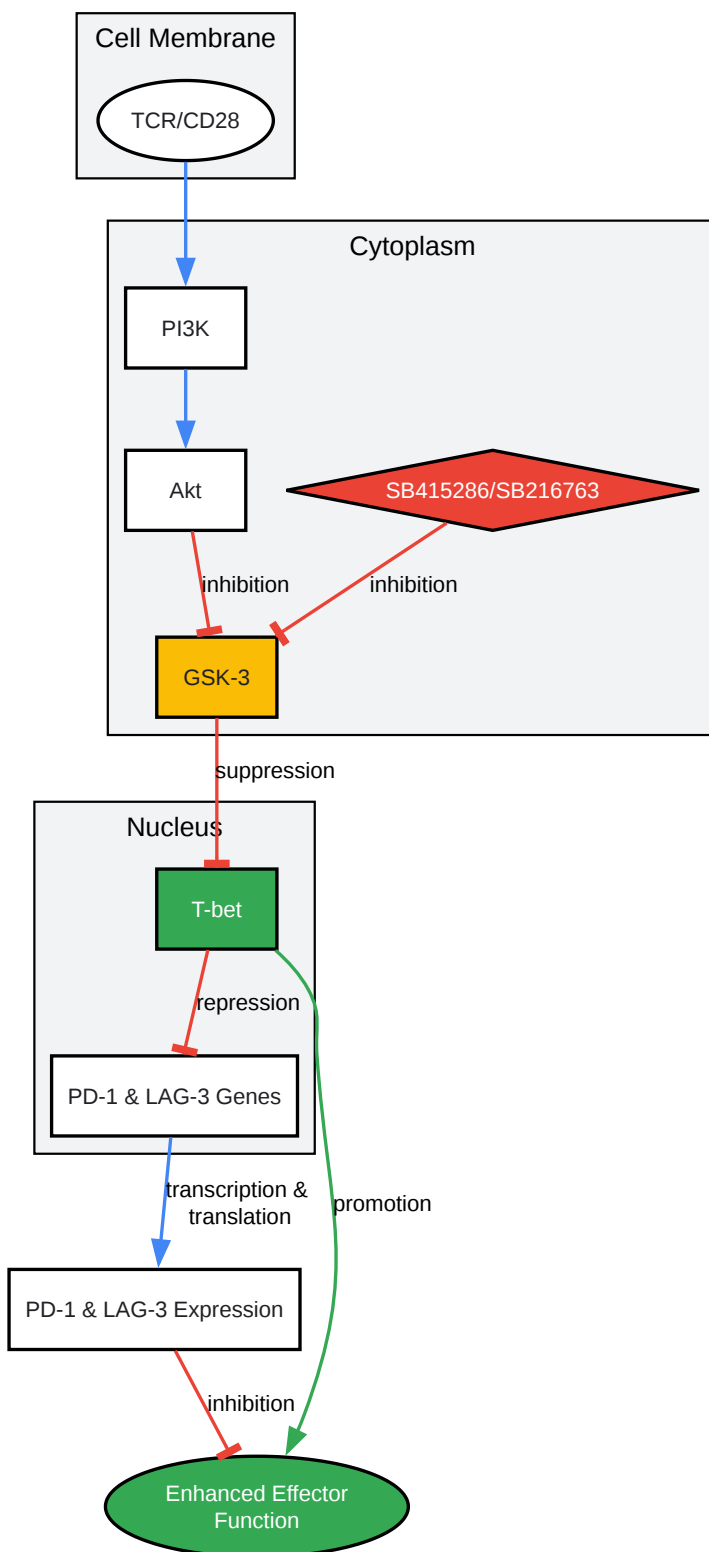 Cell Membrane
TCR/CD28
Cytoplasm
PI3K
Akt
SB415286/SB216763
inhibition
inhibition
GSK-3
suppression
Nucleus
T-bet
repression
PD-1 & LAG-3 Genes
transcription &
translation
promotion
PD-1 & LAG-3 Expression
inhibition
Enhanced Effector
Function